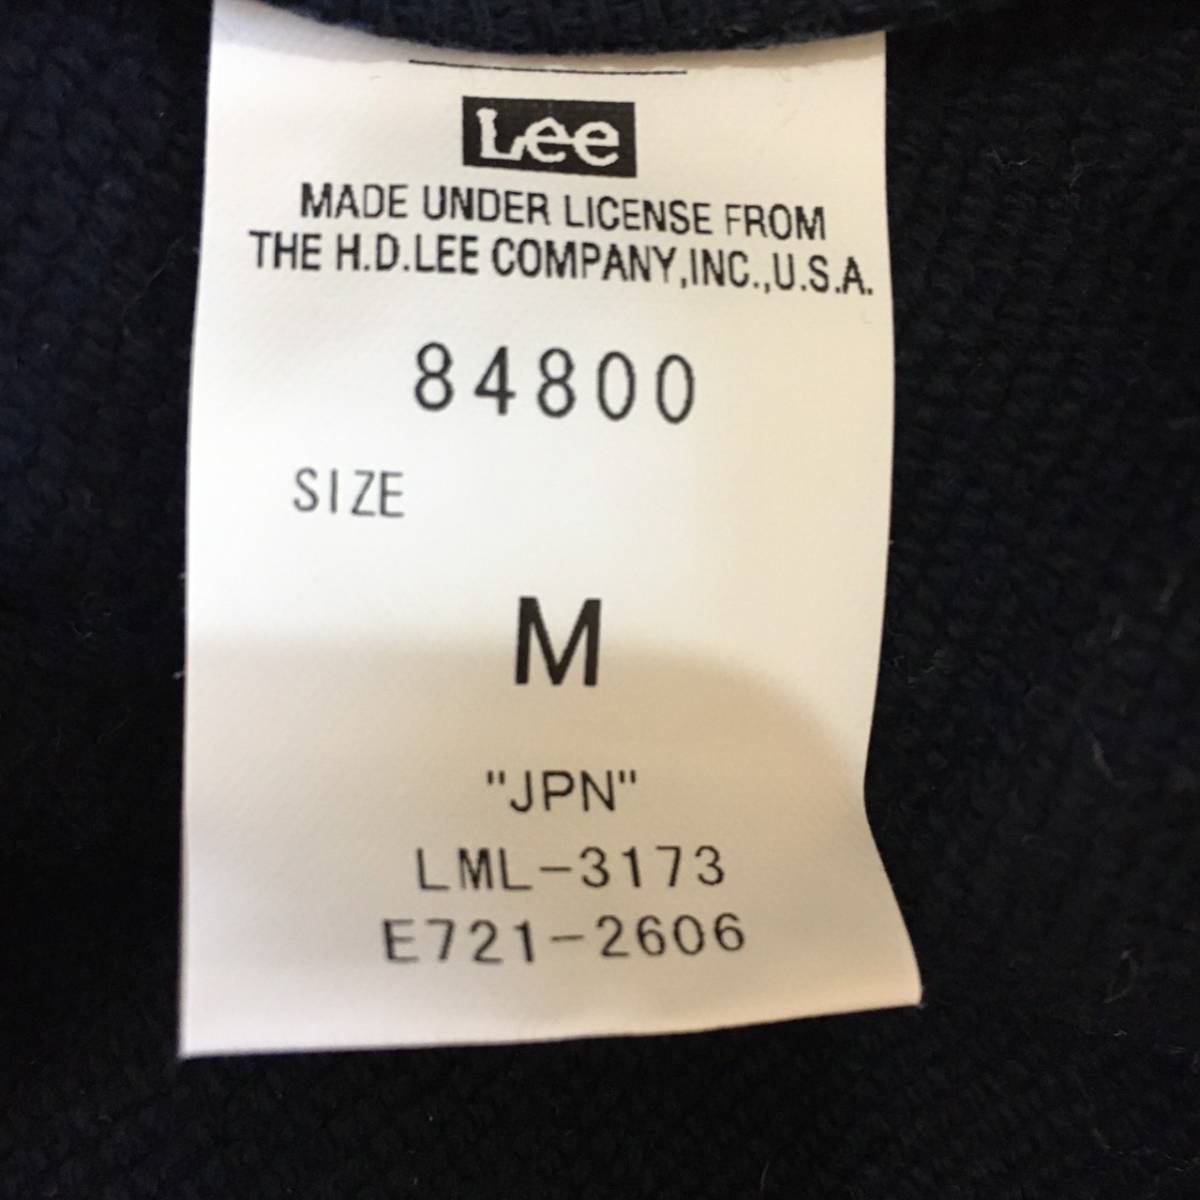 Lee
MADE UNDER LICENSE FROM
THE H.D.LEE COMPANY,INC.,U.S.A.
84800
SIZE
M
"JPN"
LML-3173
E721-2606